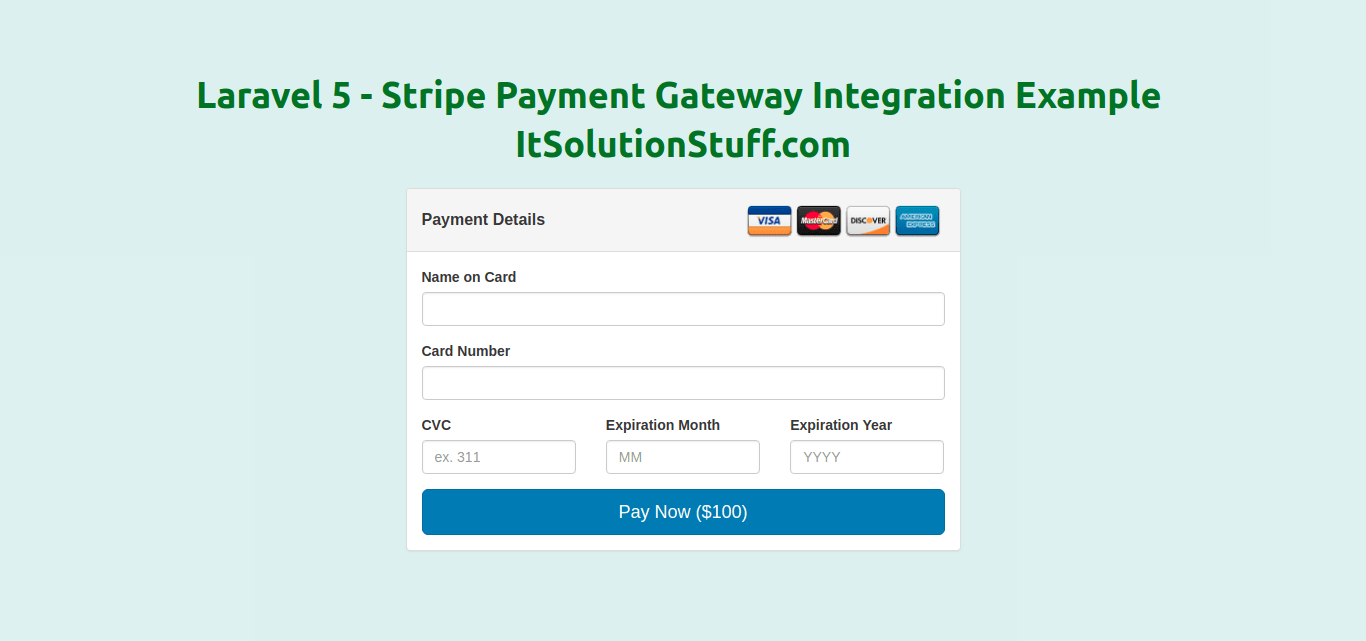 Laravel 5 - Stripe Payment Gateway Integration Example
ItSolutionStuff.com
Payment Details VISA MasterCard DISCOVER AMERICAN EXPRESS
Name on Card
Card Number
CVC Expiration Month Expiration Year
ex. 311 MM YYYY
Pay Now ($100)